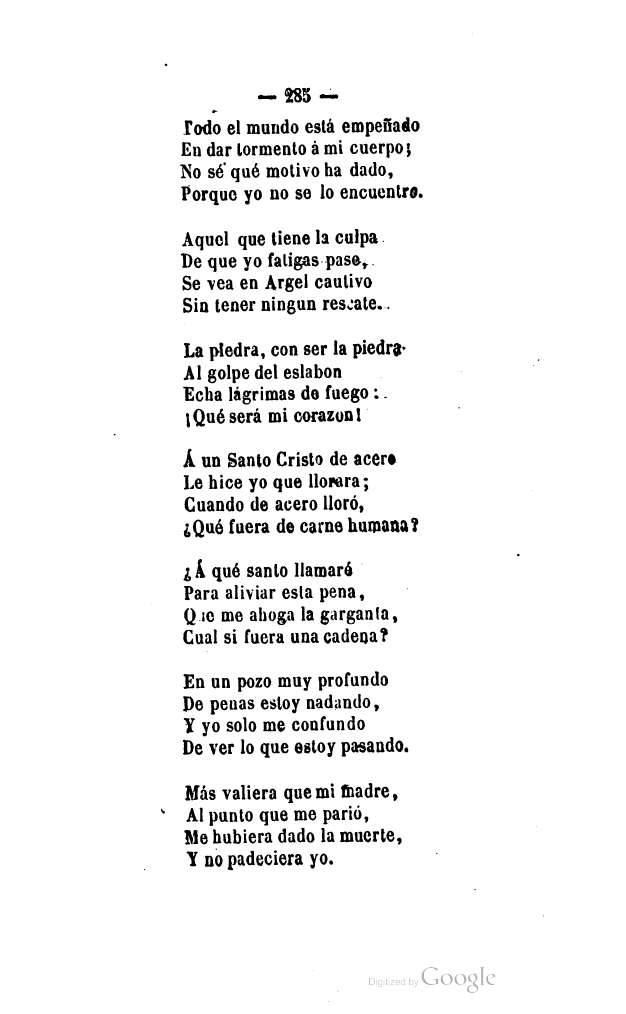 — 285 —
Todo el mundo está empeñado
En dar tormento á mi cuerpo;
No sé qué motivo ha dado,
Porque yo no se lo encuentro.
Aquel que tiene la culpa
De que yo fatigas pase,
Se vea en Argel cautivo
Sin tener ningun rescate.
La piedra, con ser la piedra
Al golpe del eslabon
Echa lágrimas de fuego:
¡Qué será mi corazon!
Á un Santo Cristo de acero
Le hice yo que llorara;
Cuando de acero lloró,
¿Qué fuera de carne humana?
¿Á qué santo llamaré
Para aliviar esta pena,
Que me ahoga la garganta,
Cual si fuera una cadena?
En un pozo muy profundo
De penas estoy nadando,
Y yo solo me confundo
De ver lo que estoy pasando.
Más valiera que mi madre,
Al punto que me parió,
Me hubiera dado la muerte,
Y no padeciera yo.
Digitized by Google